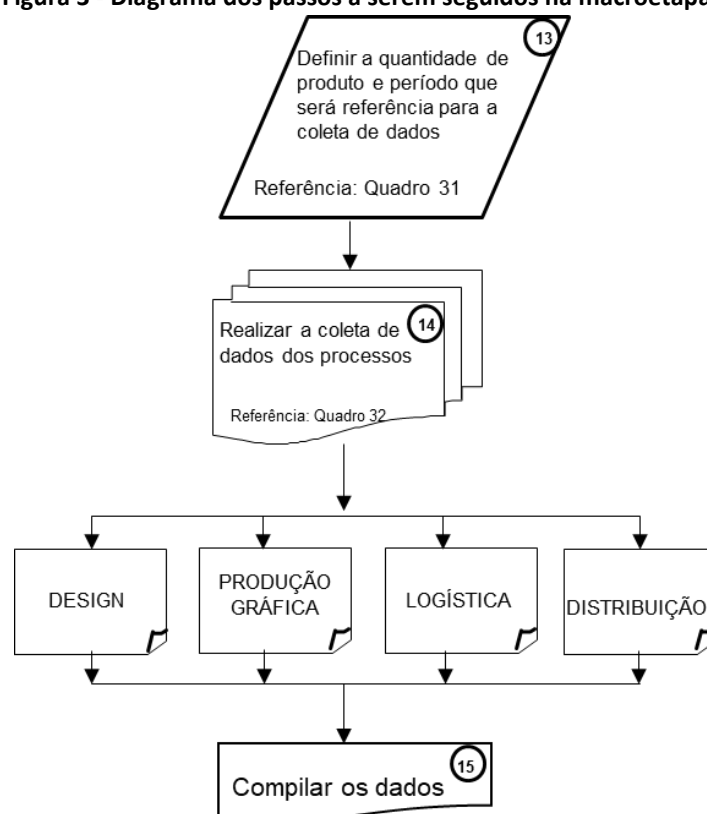 Figura 3 - Diagrama dos passos a serem seguidos na macroetapa
13
Definir a quantidade de
produto e período que
será referência para a
coleta de dados
Referência: Quadro 31
14
Realizar a coleta de
dados dos processos
Referência: Quadro 32
DESIGN
PRODUÇÃO
GRÁFICA
LOGÍSTICA
DISTRIBUIÇÃO
15
Compilar os dados